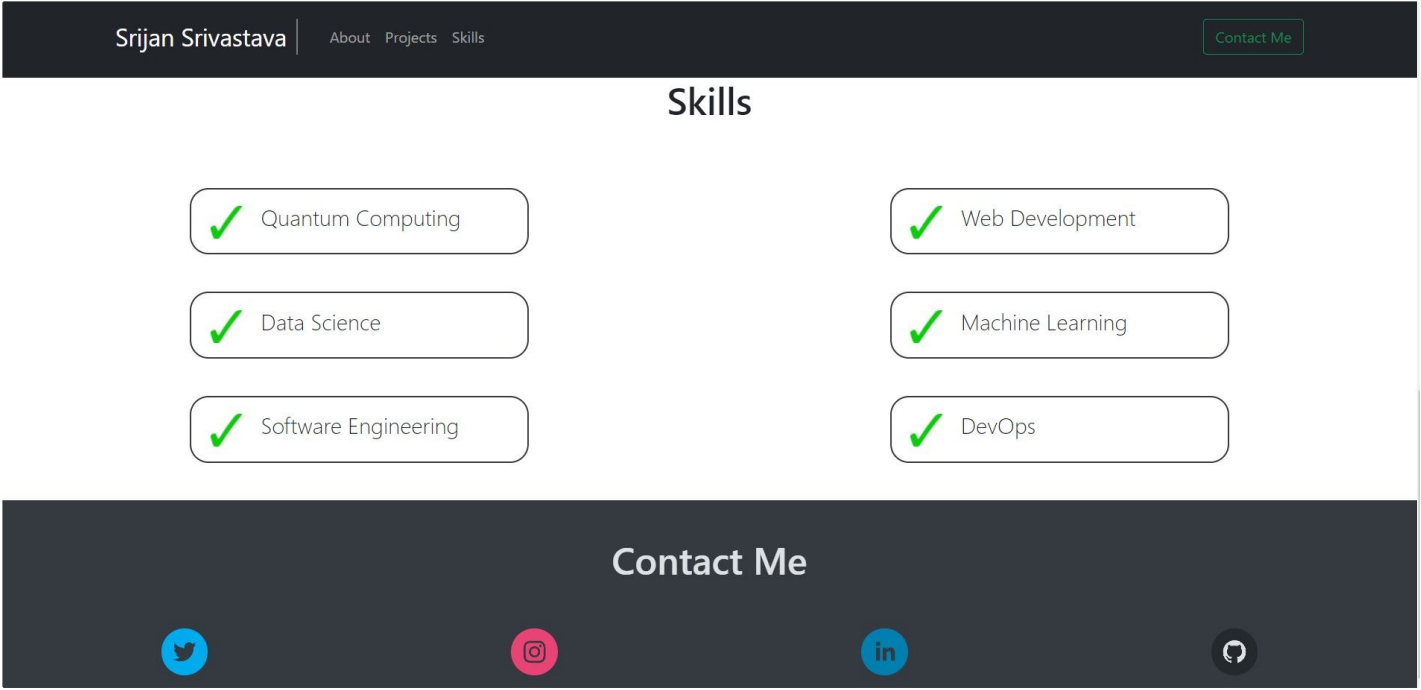 Srijan Srivastava About Projects Skills Contact Me
Skills
Quantum Computing Web Development
Data Science Machine Learning
Software Engineering DevOps
Contact Me
in